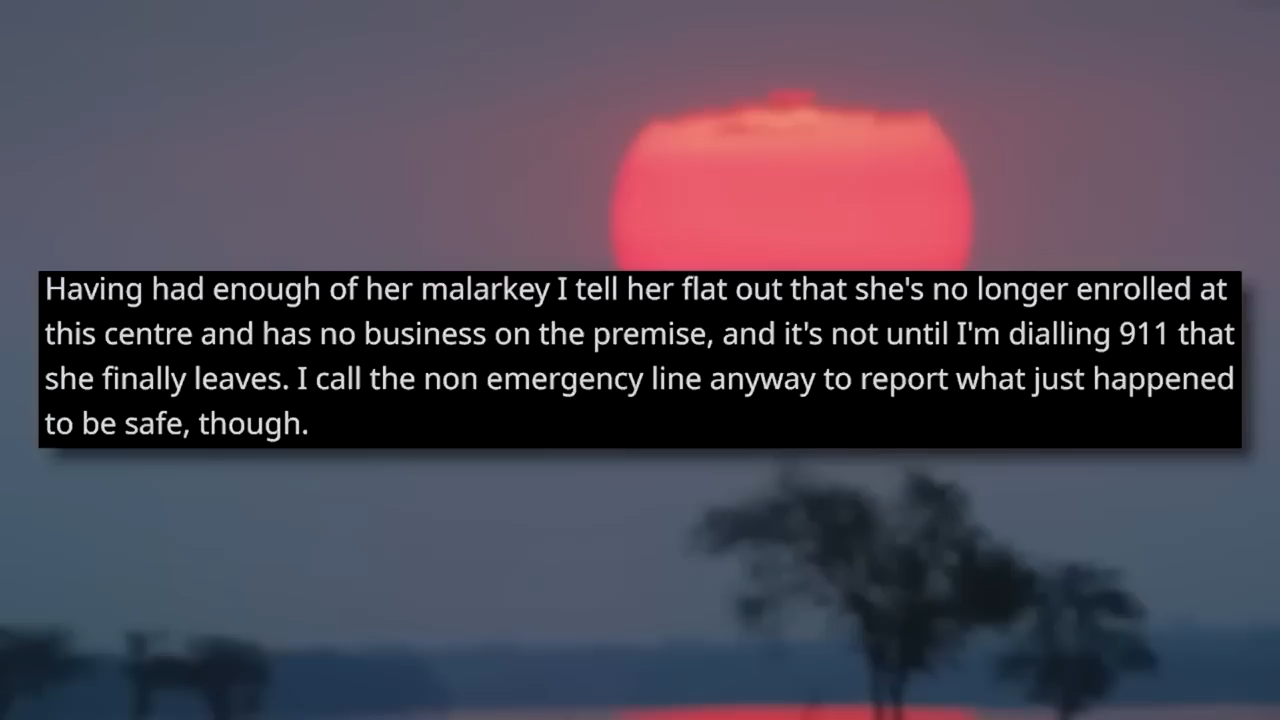 Having had enough of her malarkey I tell her flat out that she's no longer enrolled at
this centre and has no business on the premise, and it's not until I'm dialling 911 that
she finally leaves. I call the non emergency line anyway to report what just happened
to be safe, though.